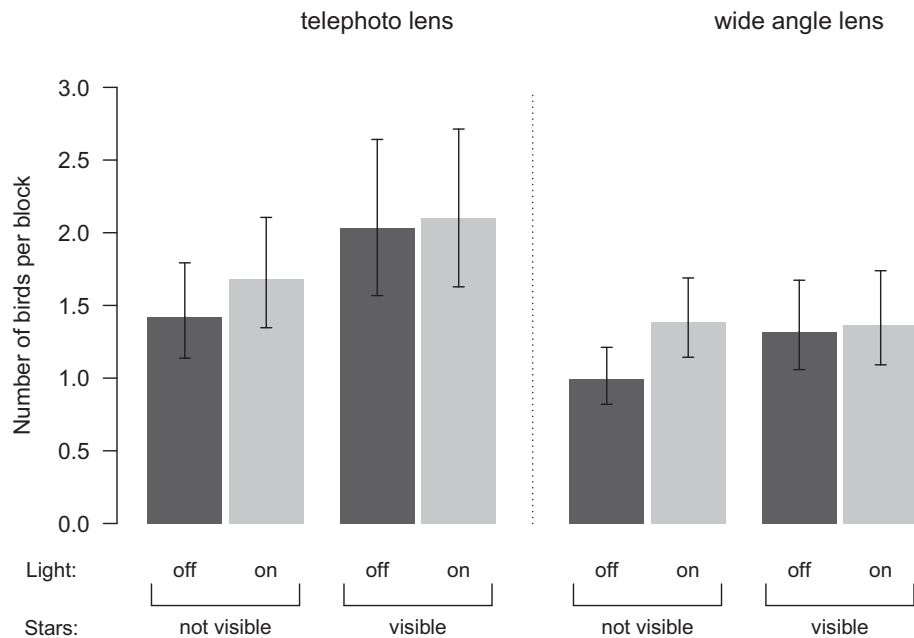 telephoto lens wide angle lens
Number of birds per block
3.0
2.5
2.0
1.5
1.0
0.5
0.0
Light: off on off on off on off on
Stars: not visible visible not visible visible